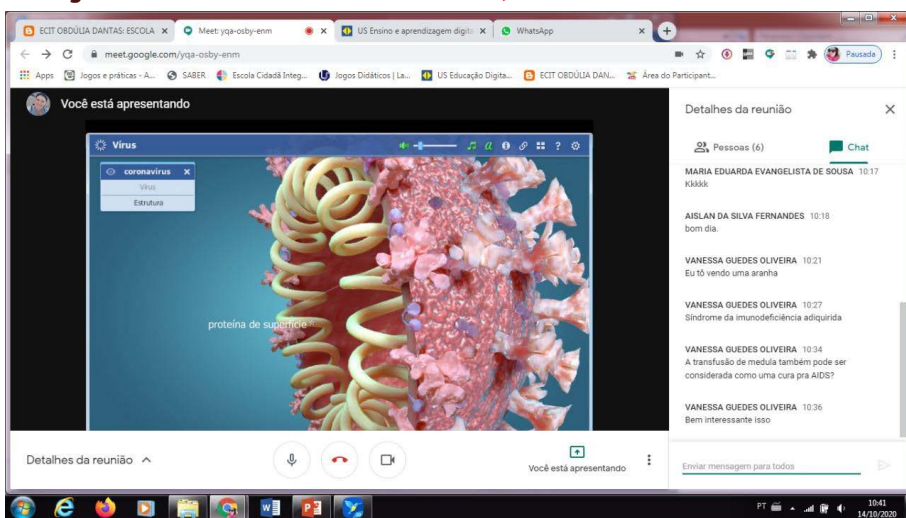 ECIT OBDÚLIA DANTAS: ESCOLA
Meet: yqa-osby-enm
US Ensino e aprendizagem digita
WhatsApp
meet.google.com/yqa-osby-enm
Pausada
Apps
Jogos e práticas - A...
SABER
Escola Cidadã Integ...
Jogos Didáticos | La...
US Educação Digita...
ECIT OBDÚLIA DAN...
Área do Participant...
Você está apresentando
Vírus
coronavirus
Vírus
Estrutura
proteína de superfície
Detalhes da reunião
Pessoas (6)
Chat
MARIA EDUARDA EVANGELISTA DE SOUSA 10:17
Kkkkk
AISLAN DA SILVA FERNANDES 10:18
bom dia.
VANESSA GUEDES OLIVEIRA 10:21
Eu tô vendo uma aranha
VANESSA GUEDES OLIVEIRA 10:27
Síndrome da imunodeficiência adiquirida
VANESSA GUEDES OLIVEIRA 10:34
A transfusão de medula também pode ser
considerada como uma cura pra AIDS?
VANESSA GUEDES OLIVEIRA 10:36
Bem interessante isso
Enviar mensagem para todos
Detalhes da reunião
Você está apresentando
PT
10:41
14/10/2020